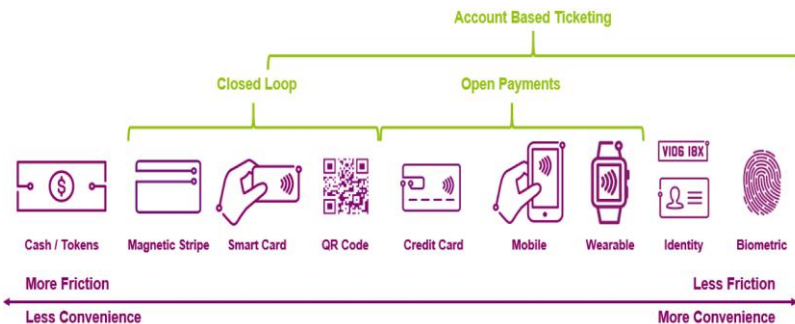 Account Based Ticketing
Closed Loop
Open Payments
VIDG 18X
Cash / Tokens
Magnetic Stripe
Smart Card
QR Code
Credit Card
Mobile
Wearable
Identity
Biometric
More Friction
Less Friction
Less Convenience
More Convenience